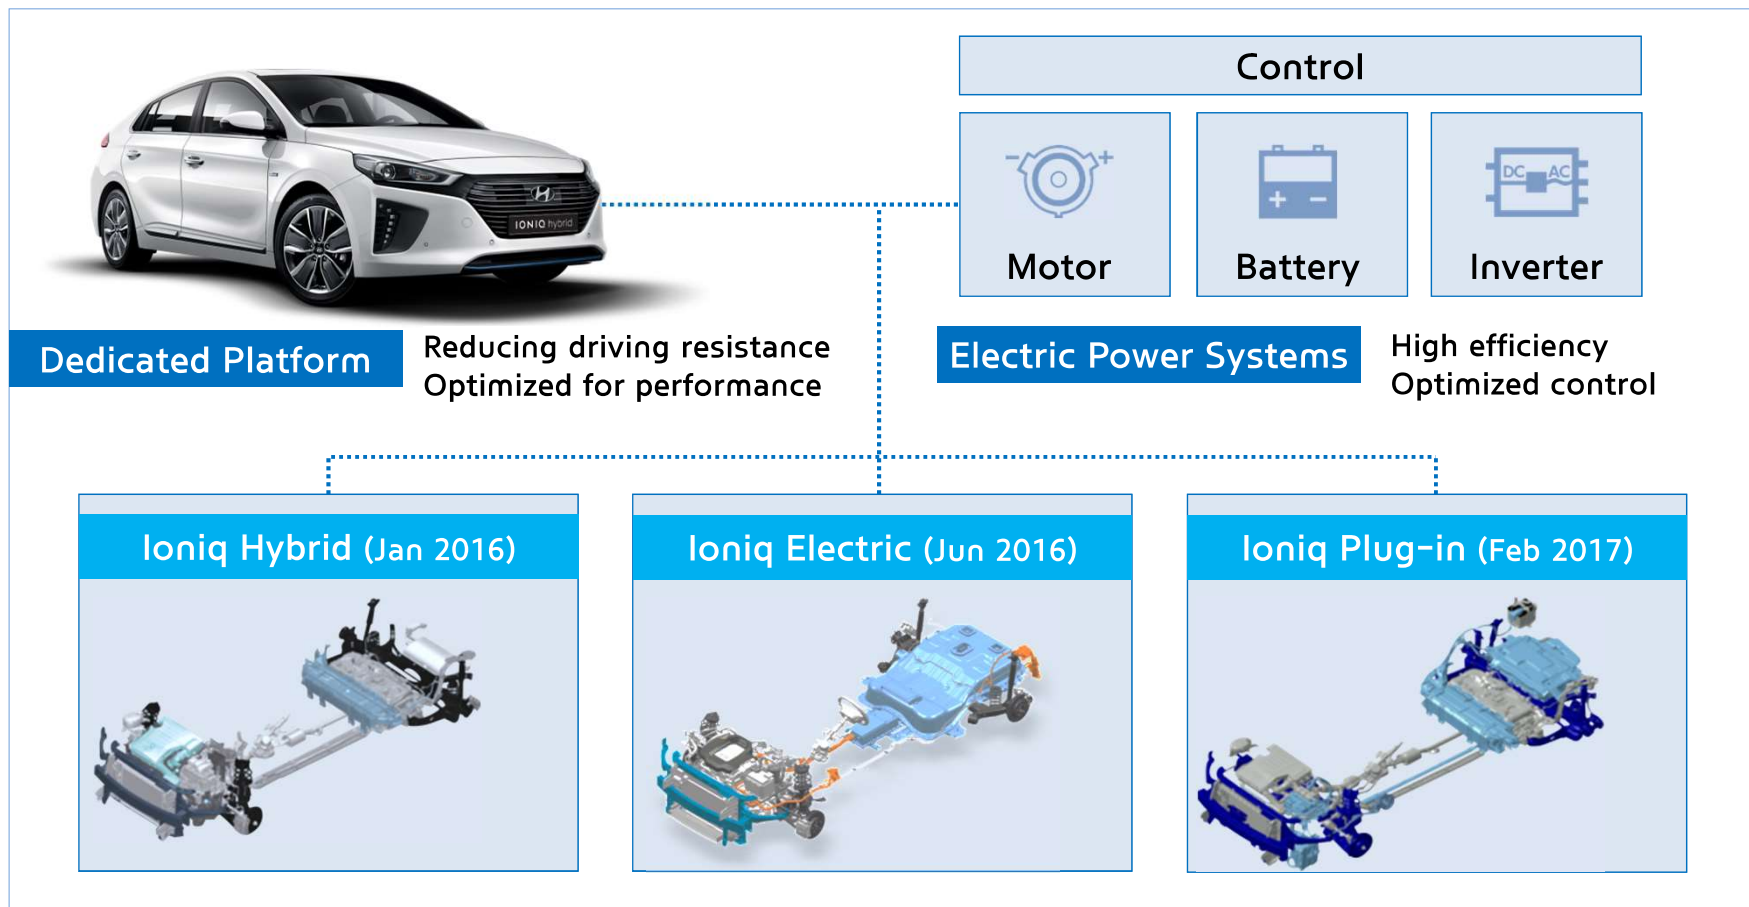 Control
DC AC
Motor
Battery
Inverter
IONIQ hybrid
Dedicated Platform
Reducing driving resistance
Optimized for performance
Electric Power Systems
High efficiency
Optimized control
Ioniq Hybrid (Jan 2016)
Ioniq Electric (Jun 2016)
Ioniq Plug-in (Feb 2017)